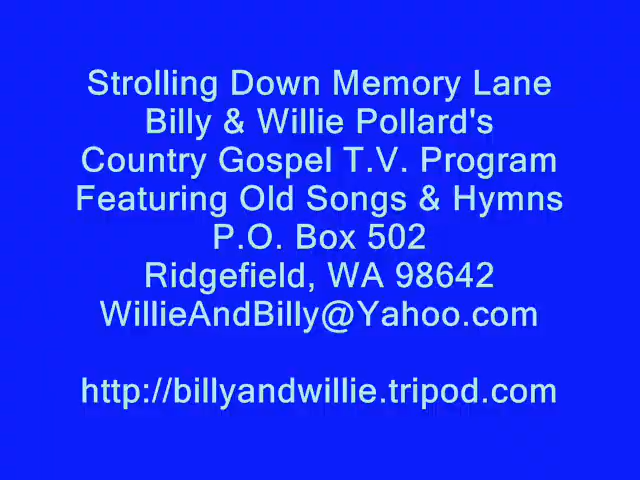 Strolling Down Memory Lane
Billy & Willie Pollard's
Country Gospel T.V. Program
Featuring Old Songs & Hymns
P.O. Box 502
Ridgefield, WA 98642
WillieAndBilly@Yahoo.com
http://billyandwillie.tripod.com